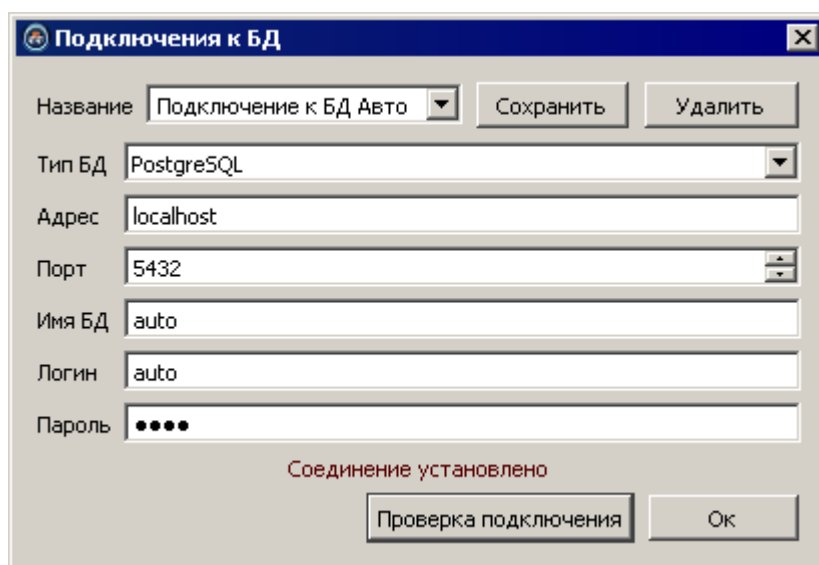 Подключения к БД
Название Подключение к БД Авто Сохранить Удалить
Тип БД PostgreSQL
Адрес localhost
Порт 5432
Имя БД auto
Логин auto
Пароль ●●●●
Соединение установлено
Проверка подключения Ок